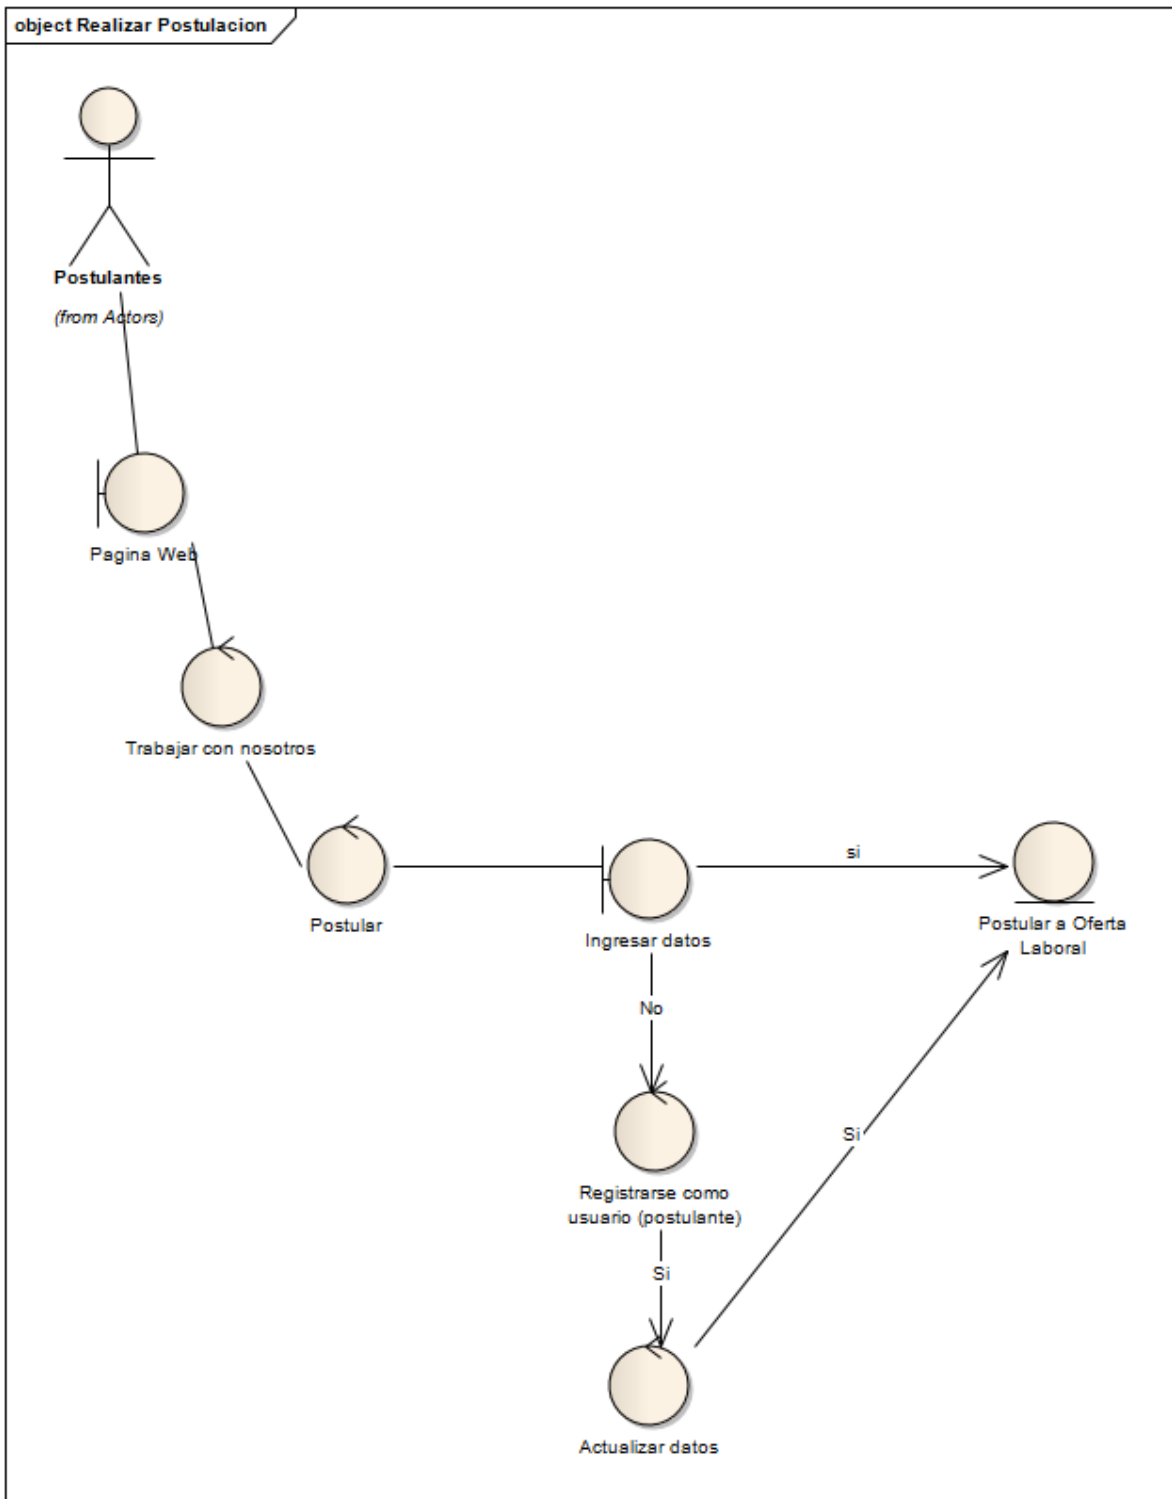 object Realizar Postulacion
Postulantes
(from Actors)
Pagina Web
Trabajar con nosotros
Postular
Ingresar datos
si
Postular a Oferta
Laboral
No
Registrarse como
usuario (postulante)
Si
Si
Actualizar datos